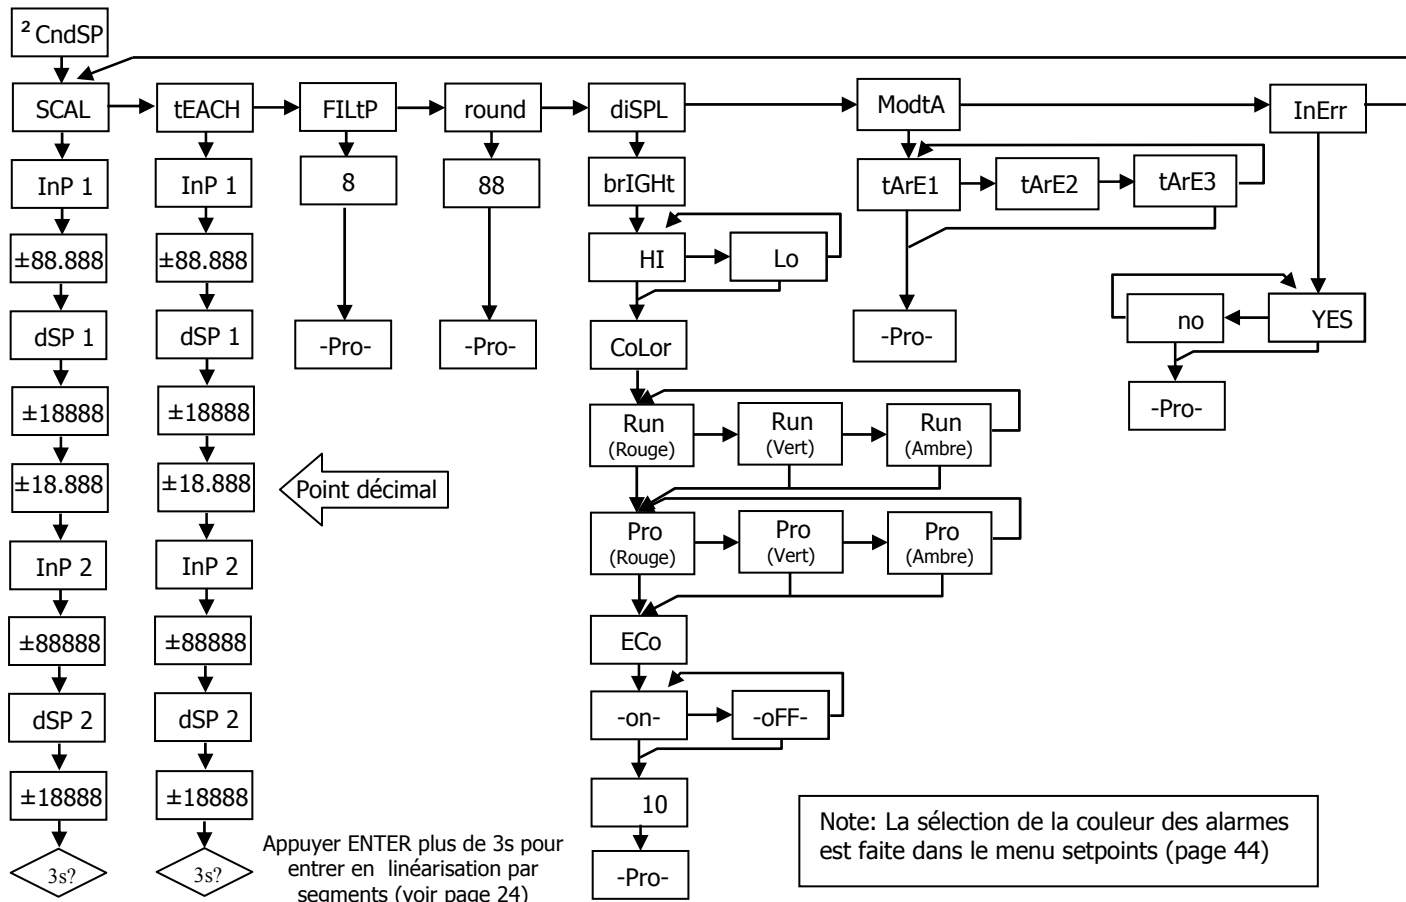 ² CndSP
SCAL
tEACH
FILtP
round
diSPL
ModtA
InErr
InP 1
InP 1
8
88
brIGHt
tArE1
tArE2
tArE3
±88.888
±88.888
HI
Lo
dSP 1
dSP 1
-Pro-
-Pro-
CoLor
-Pro-
no
YES
-Pro-
±18888
±18888
Run
(Rouge)
Run
(Vert)
Run
(Ambre)
±18.888
±18.888
Point décimal
Pro
(Rouge)
Pro
(Vert)
Pro
(Ambre)
InP 2
InP 2
±88888
±88888
ECo
dSP 2
dSP 2
-on-
-oFF-
±18888
±18888
10
3s?
3s?
Appuyer ENTER plus de 3s pour
entrer en linéarisation par
segments (voir page 24)
-Pro-
Note: La sélection de la couleur des alarmes
est faite dans le menu setpoints (page 44)